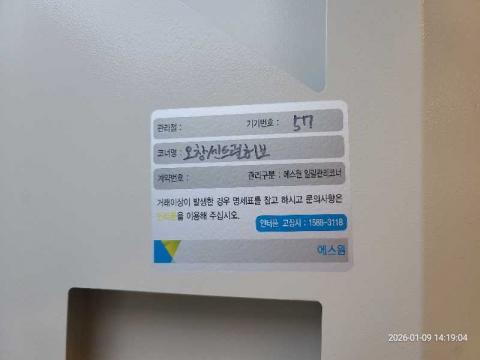 관리점 : 기기번호 : 57
코너명 : 오창센트럴허브
계약번호 : 관리구분 : 에스원 일괄관리코너
거래이상이 발생한 경우 명세표를 참고 하시고 문의사항은
인터폰을 이용해 주십시오.
인터폰 고장시 : 1588-3118
에스원
2026-01-09 14:19:04